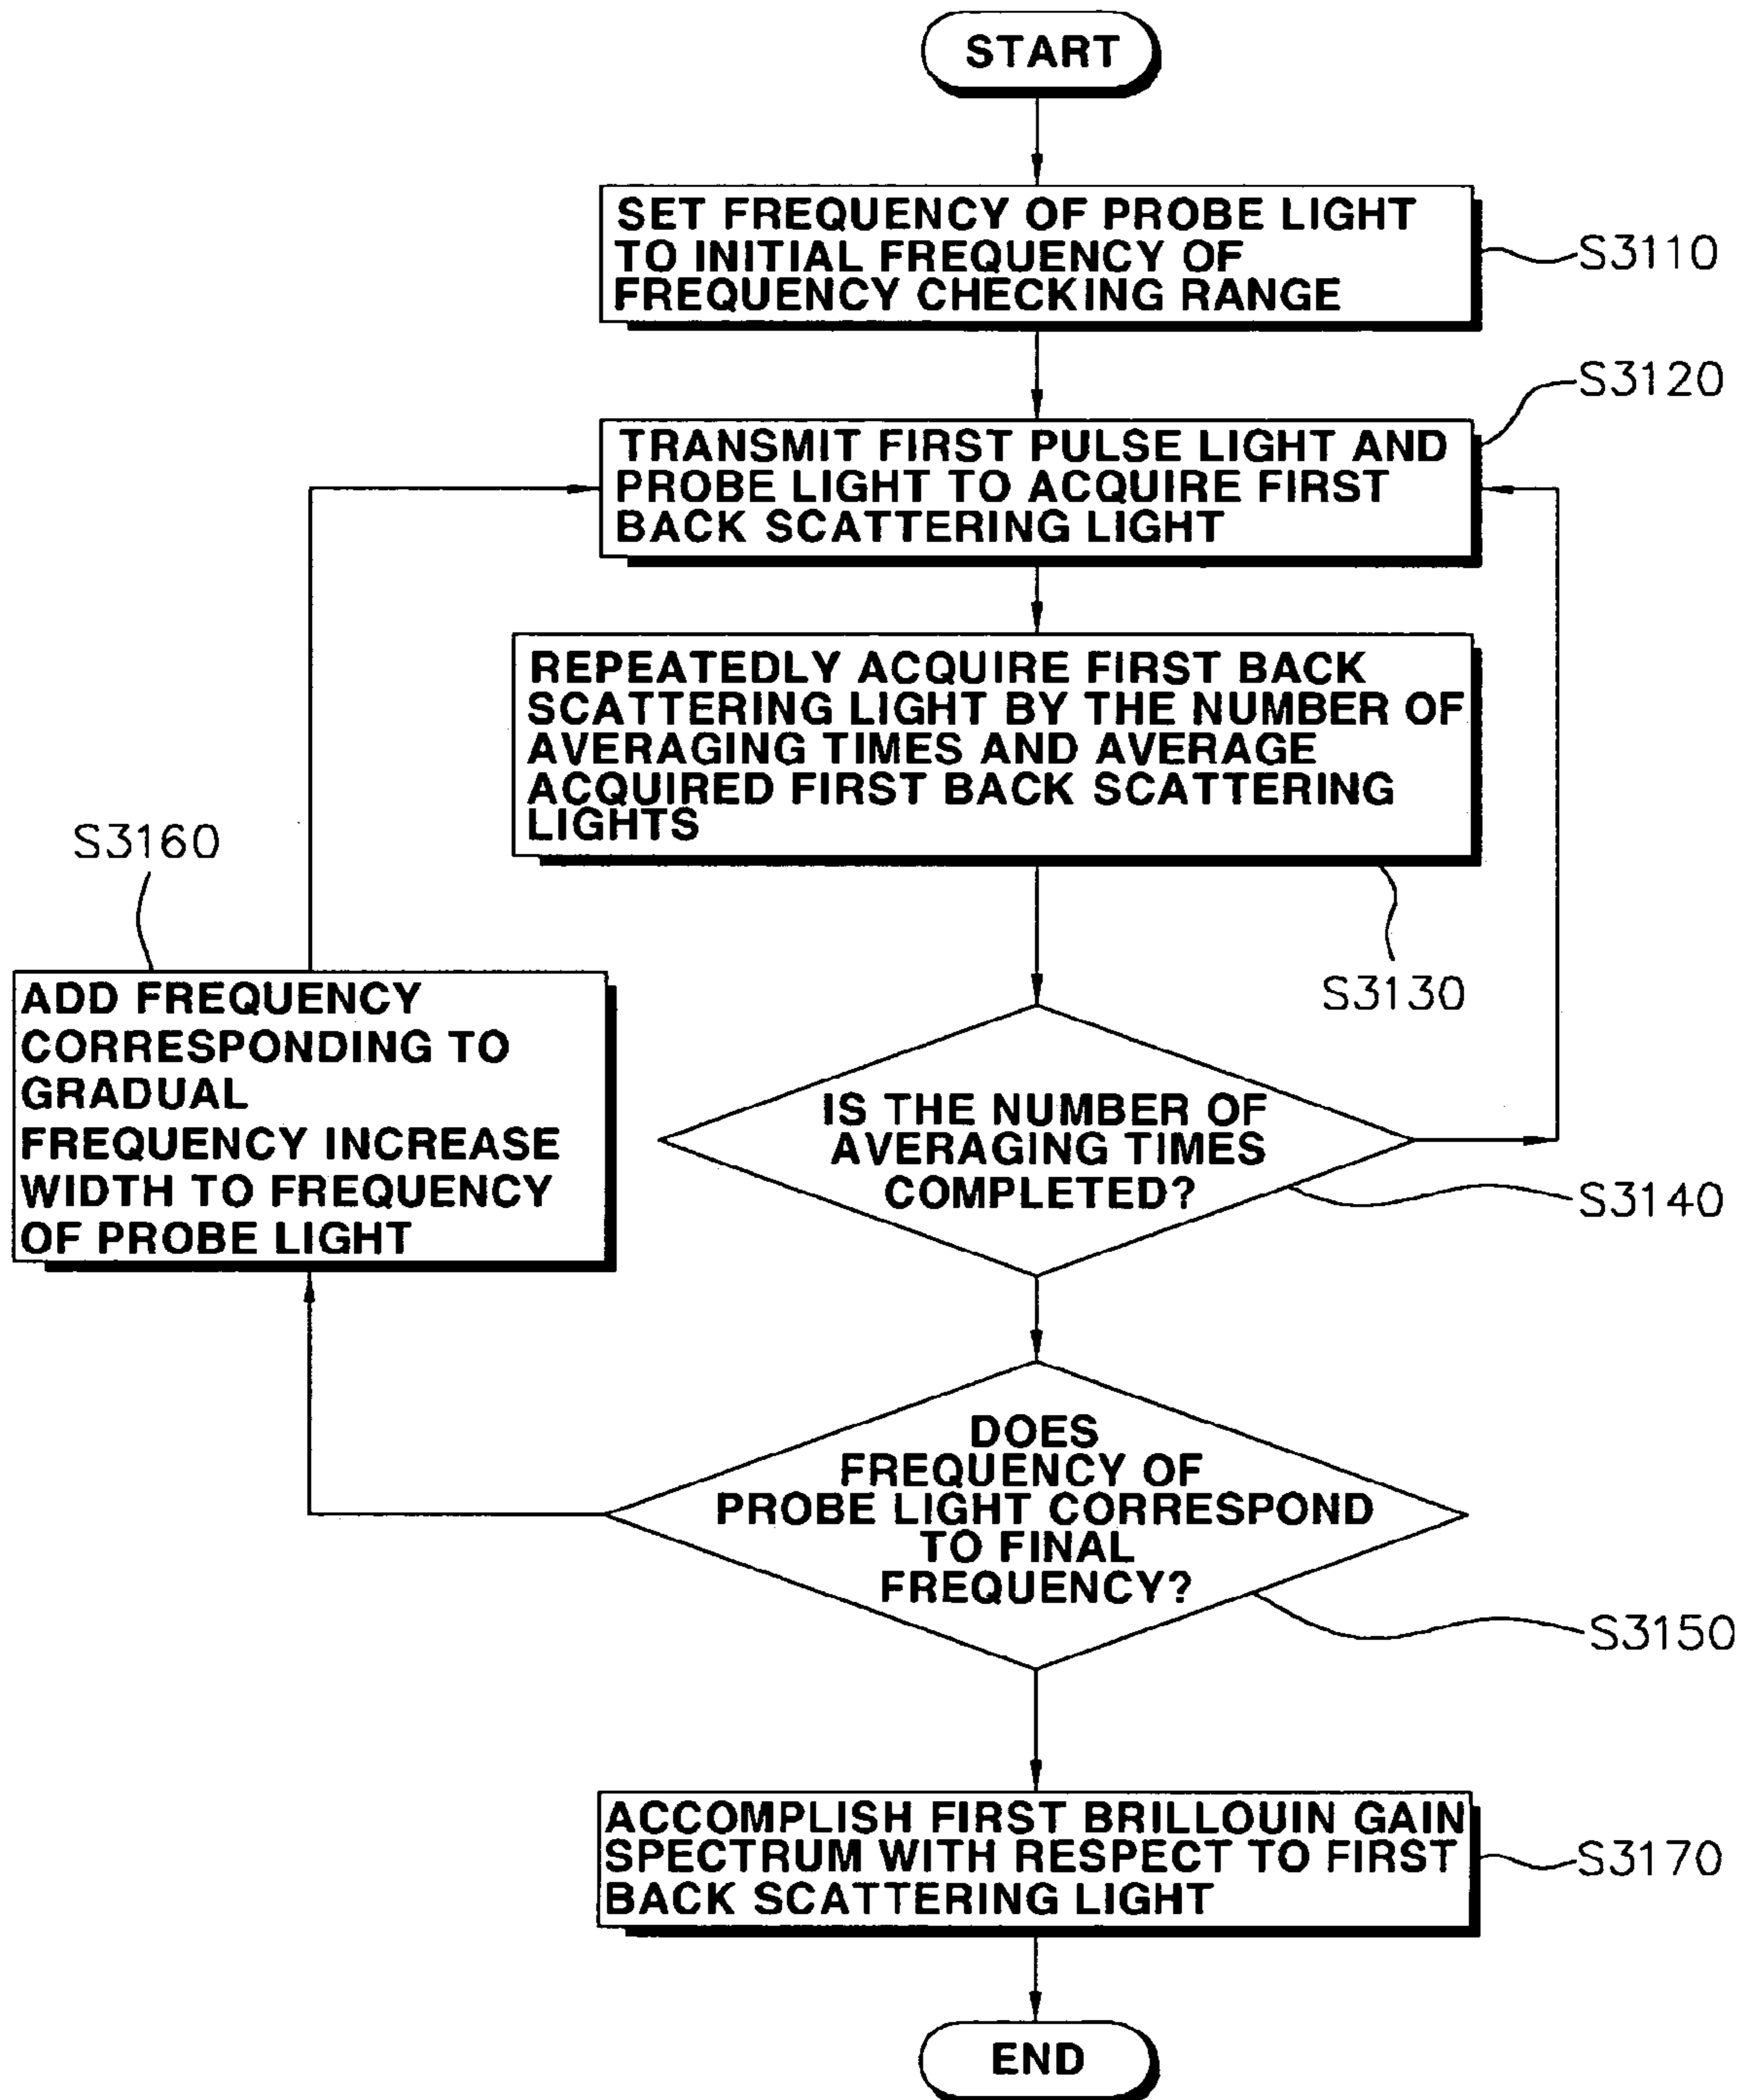 START
SET FREQUENCY OF PROBE LIGHT
TO INITIAL FREQUENCY OF
FREQUENCY CHECKING RANGE
S3110
S3120
TRANSMIT FIRST PULSE LIGHT AND
PROBE LIGHT TO ACQUIRE FIRST
BACK SCATTERING LIGHT
REPEATEDLY ACQUIRE FIRST BACK
SCATTERING LIGHT BY THE NUMBER OF
AVERAGING TIMES AND AVERAGE
ACQUIRED FIRST BACK SCATTERING
LIGHTS
S3130
S3160
ADD FREQUENCY
CORRESPONDING TO
GRADUAL
FREQUENCY INCREASE
WIDTH TO FREQUENCY
OF PROBE LIGHT
IS THE NUMBER OF
AVERAGING TIMES
COMPLETED?
S3140
DOES
FREQUENCY OF
PROBE LIGHT CORRESPOND
TO FINAL
FREQUENCY?
S3150
ACCOMPLISH FIRST BRILLOUIN GAIN
SPECTRUM WITH RESPECT TO FIRST
BACK SCATTERING LIGHT
S3170
END